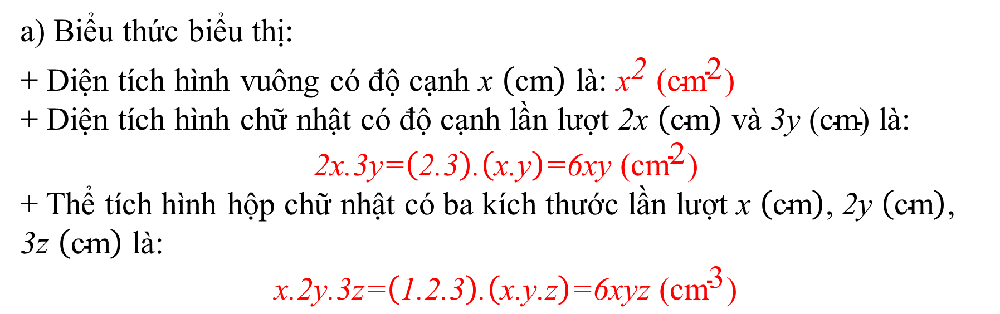 a) Biểu thức biểu thị:
+ Diện tích hình vuông có độ cạnh x (cm) là: x² (cm²)
+ Diện tích hình chữ nhật có độ cạnh lần lượt 2x (cm) và 3y (cm) là:
2x.3y=(2.3).(x.y)=6xy (cm²)
+ Thể tích hình hộp chữ nhật có ba kích thước lần lượt x (cm), 2y (cm),
3z (cm) là:
x.2y.3z=(1.2.3).(x.y.z)=6xyz (cm³)